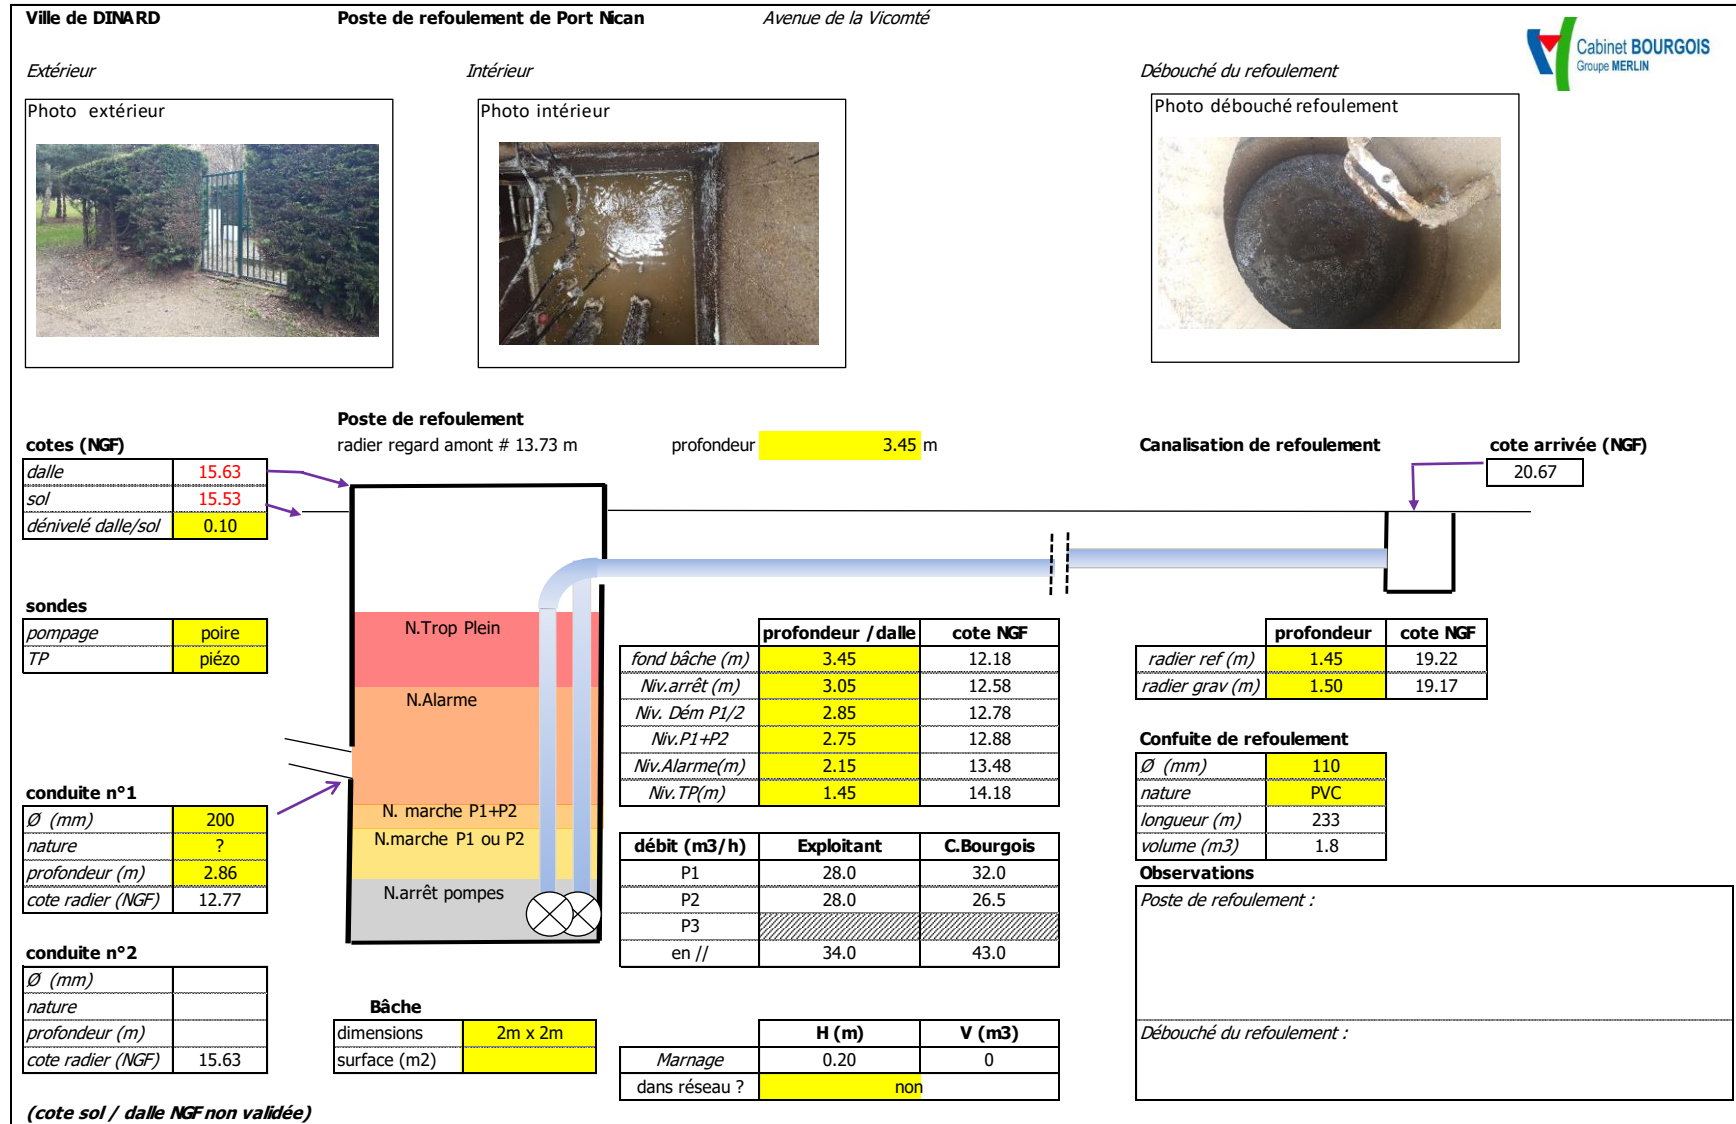 Ville de DINARD Poste de refoulement de Port Nican Avenue de la Vicomté
Cabinet BOURGOIS
Groupe MERLIN
Extérieur Intérieur Débouché du refoulement
Photo extérieur Photo intérieur Photo débouché refoulement
Poste de refoulement
cotes (NGF) radier regard amont # 13.73 m profondeur 3.45 m Canalisation de refoulement cote arrivée (NGF)
dalle 15.63 20.67
sol 15.53
dénivelé dalle/sol 0.10
sondes
pompage poire
TP piézo
N.Trop Plein
N.Alarme
N. marche P1+P2
N.marche P1 ou P2
N.arrêt pompes
profondeur /dalle cote NGF
fond bâche (m) 3.45 12.18
Niv.arrêt (m) 3.05 12.58
Niv. Dém P1/2 2.85 12.78
Niv.P1+P2 2.75 12.88
Niv.Alarme(m) 2.15 13.48
Niv.TP(m) 1.45 14.18
profondeur cote NGF
radier ref (m) 1.45 19.22
radier grav (m) 1.50 19.17
Confuite de refoulement
Ø (mm) 110
nature PVC
longueur (m) 233
volume (m3) 1.8
conduite n°1
Ø (mm) 200
nature ?
profondeur (m) 2.86
cote radier (NGF) 12.77
débit (m3/h) Exploitant C.Bourgois
P1 28.0 32.0
P2 28.0 26.5
P3
en // 34.0 43.0
Observations
Poste de refoulement :
Débouché du refoulement :
conduite n°2
Ø (mm)
nature
profondeur (m)
cote radier (NGF) 15.63
Bâche
dimensions 2m x 2m
surface (m2)
H (m) V (m3)
Marnage 0.20 0
dans réseau ? non
(cote sol / dalle NGF non validée)